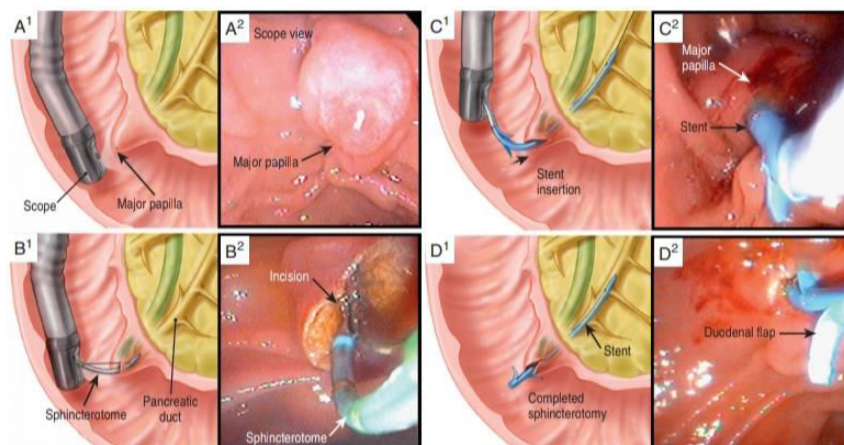 A1
Scope
Major papilla
A2
Scope view
Major papilla
B1
Sphincterotome
Pancreatic
duct
B2
Incision
Sphincterotome
C1
Stent
insertion
C2
Major
papilla
Stent
D1
Stent
Completed
sphincterotomy
D2
Duodenal flap